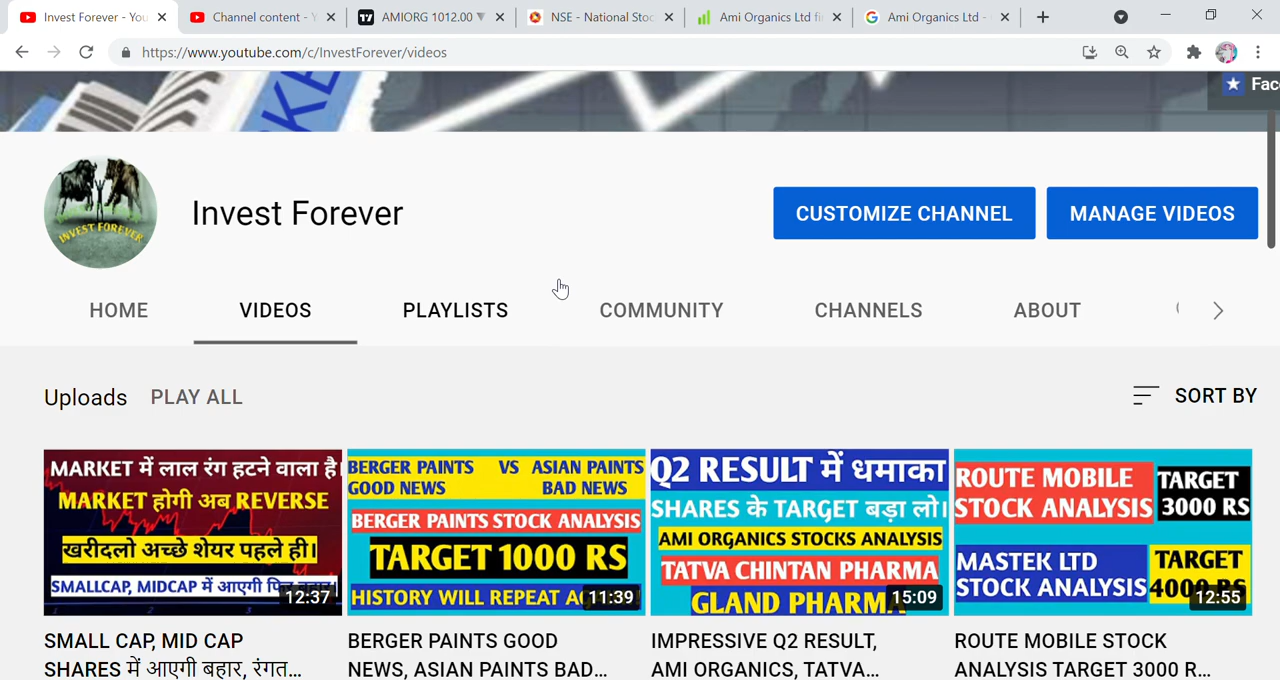 Invest Forever - You
Channel content - Y
AMIORG 1012.00 ▼
NSE - National Stoc
Ami Organics Ltd fi
Ami Organics Ltd -
https://www.youtube.com/c/InvestForever/videos
KE
Fac
INVEST FOREVER
Invest Forever
CUSTOMIZE CHANNEL
MANAGE VIDEOS
HOME
VIDEOS
PLAYLISTS
COMMUNITY
CHANNELS
ABOUT
Uploads
PLAY ALL
SORT BY
MARKET में लाल रंग हटने वाला है
MARKET होगी अब REVERSE
खरीदलो अच्छे शेयर पहले ही।
SMALLCAP, MIDCAP में आएगी
12:37
BERGER PAINTS VS ASIAN PAINTS
GOOD NEWS BAD NEWS
BERGER PAINTS STOCK ANALYSIS
TARGET 1000 RS
HISTORY WILL REPEAT
11:39
Q2 RESULT में धमाका
SHARES के TARGET बड़ा लो।
AMI ORGANICS STOCKS ANALYSIS
TATVA CHINTAN PHARMA
GLAND PHARMA
15:09
ROUTE MOBILE
STOCK ANALYSIS
TARGET
3000 RS
MASTEK LTD
STOCK ANALYSIS
TARGET
4000 RS
12:55
SMALL CAP, MID CAP
SHARES में आएगी बहार, रंगत...
BERGER PAINTS GOOD
NEWS, ASIAN PAINTS BAD...
IMPRESSIVE Q2 RESULT,
AMI ORGANICS, TATVA...
ROUTE MOBILE STOCK
ANALYSIS TARGET 3000 R...